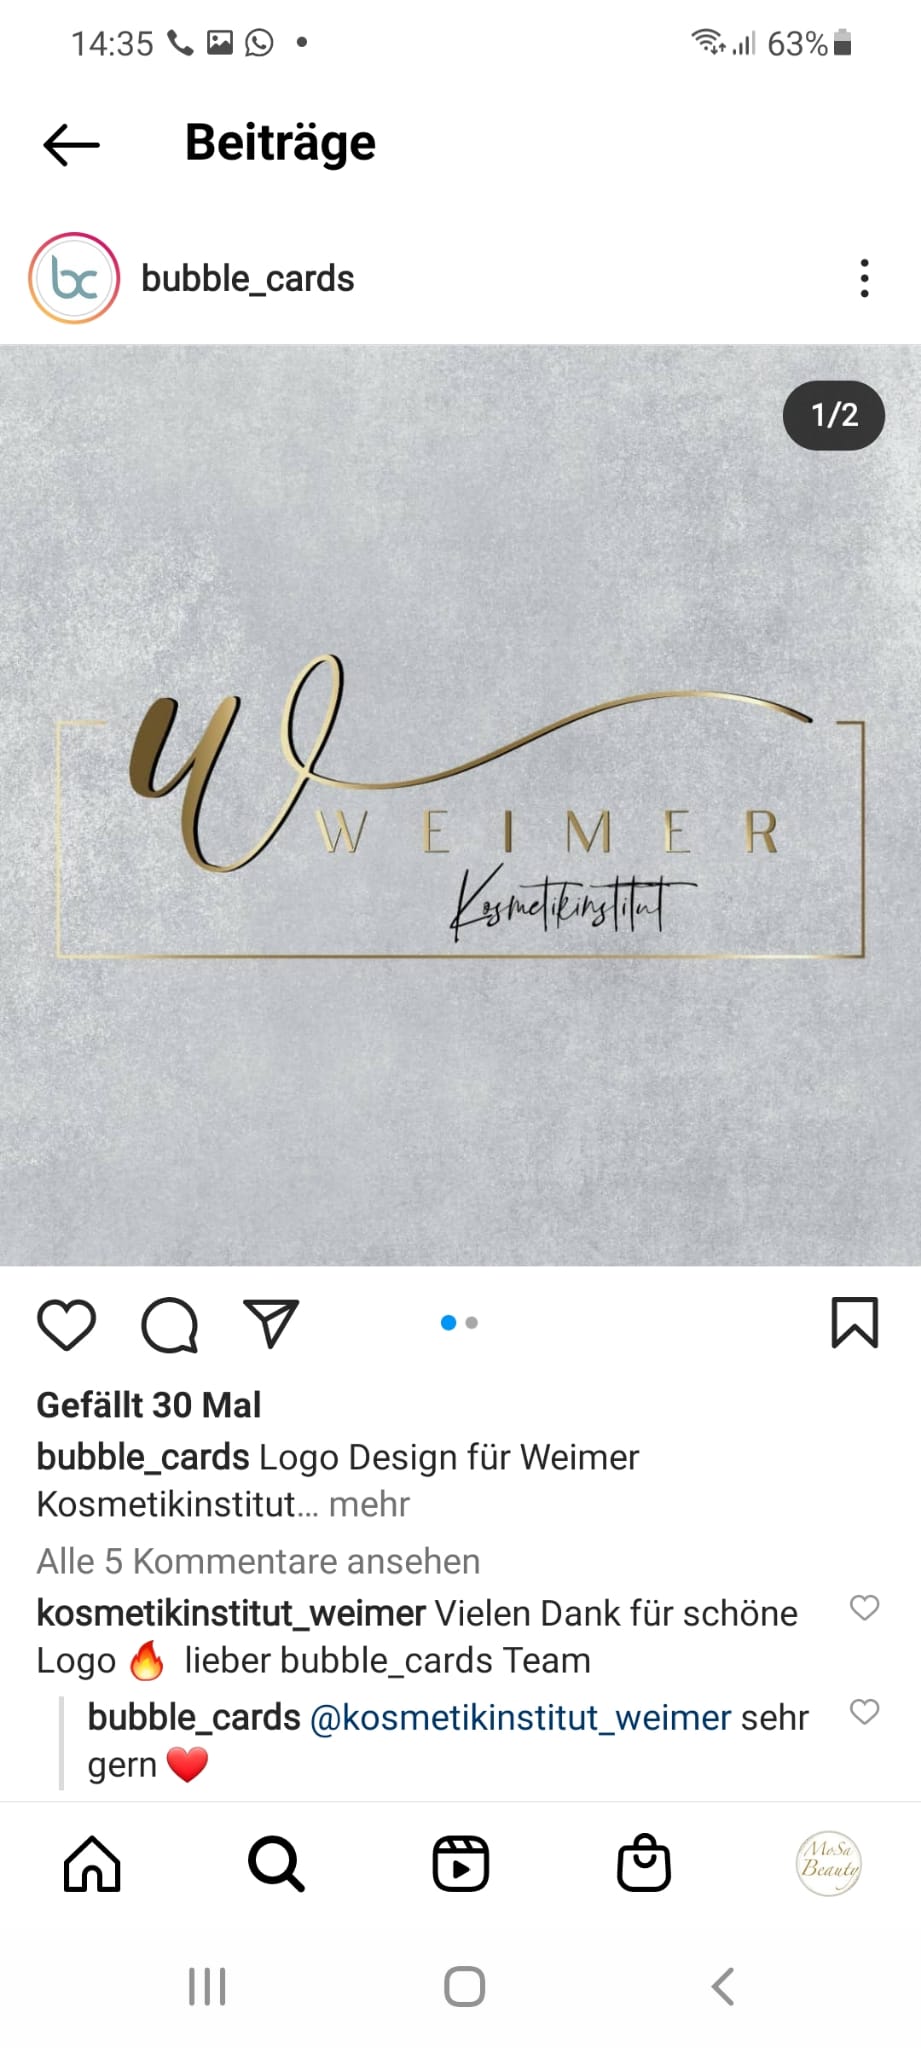 14:35
63%
Beiträge
bc
bubble_cards
1/2
W
WEIMER
Kosmetikinstitut
Gefällt 30 Mal
bubble_cards Logo Design für Weimer
Kosmetikinstitut... mehr
Alle 5 Kommentare ansehen
kosmetikinstitut_weimer Vielen Dank für schöne
Logo 🔥 lieber bubble_cards Team
bubble_cards @kosmetikinstitut_weimer sehr
gern ❤️
MoSa
Beauty